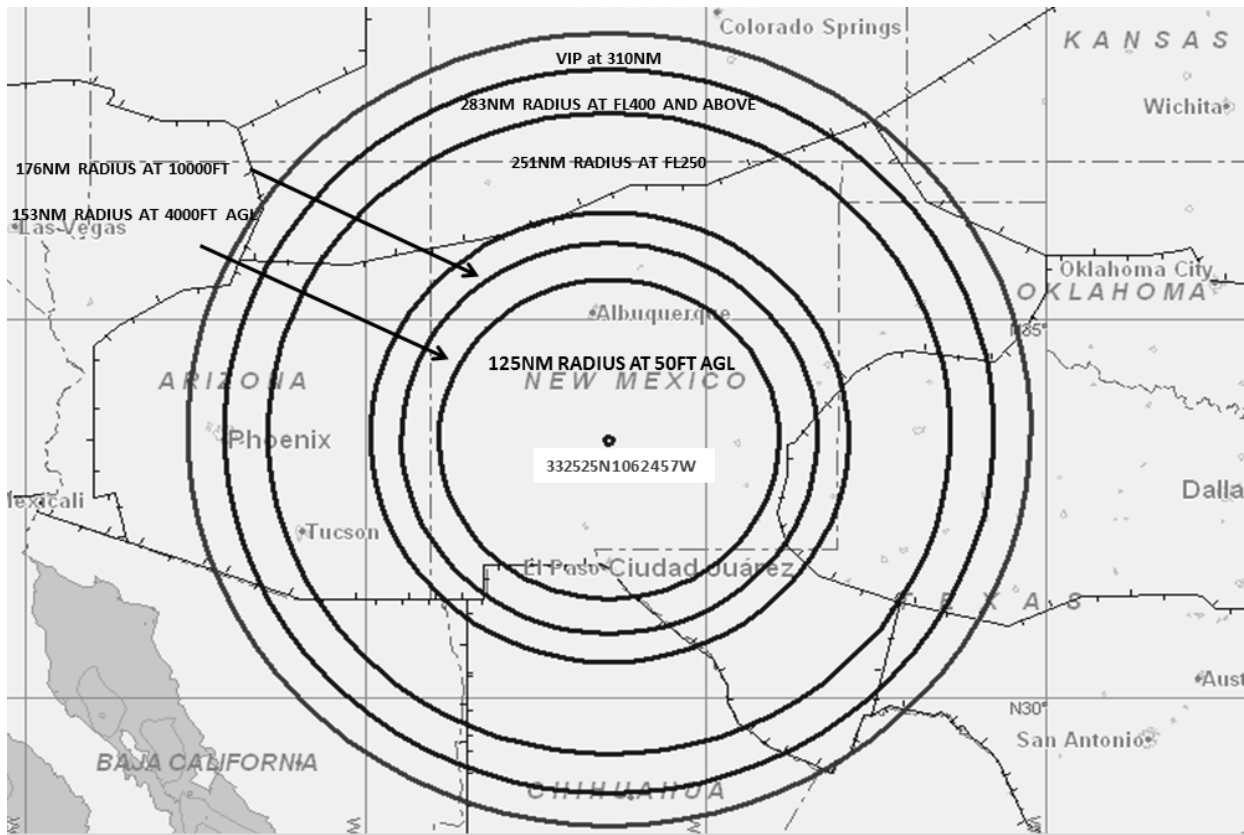 Colorado Springs
KANSAS
VIP at 310NM
283NM RADIUS AT FL400 AND ABOVE
Wichita
251NM RADIUS AT FL250
176NM RADIUS AT 10000FT
153NM RADIUS AT 4000FT AGL
Las Vegas
Oklahoma City
OKLAHOMA
Albuquerque
N35°
125NM RADIUS AT 50FT AGL
ARIZONA
NEW MEXICO
Phoenix
332525N1062457W
Dalla
Mexicali
Tucson
El Paso Ciudad Juárez
TEXAS
Aust
N30°
San Antonio
BAJA CALIFORNIA
CHIHUAHUA